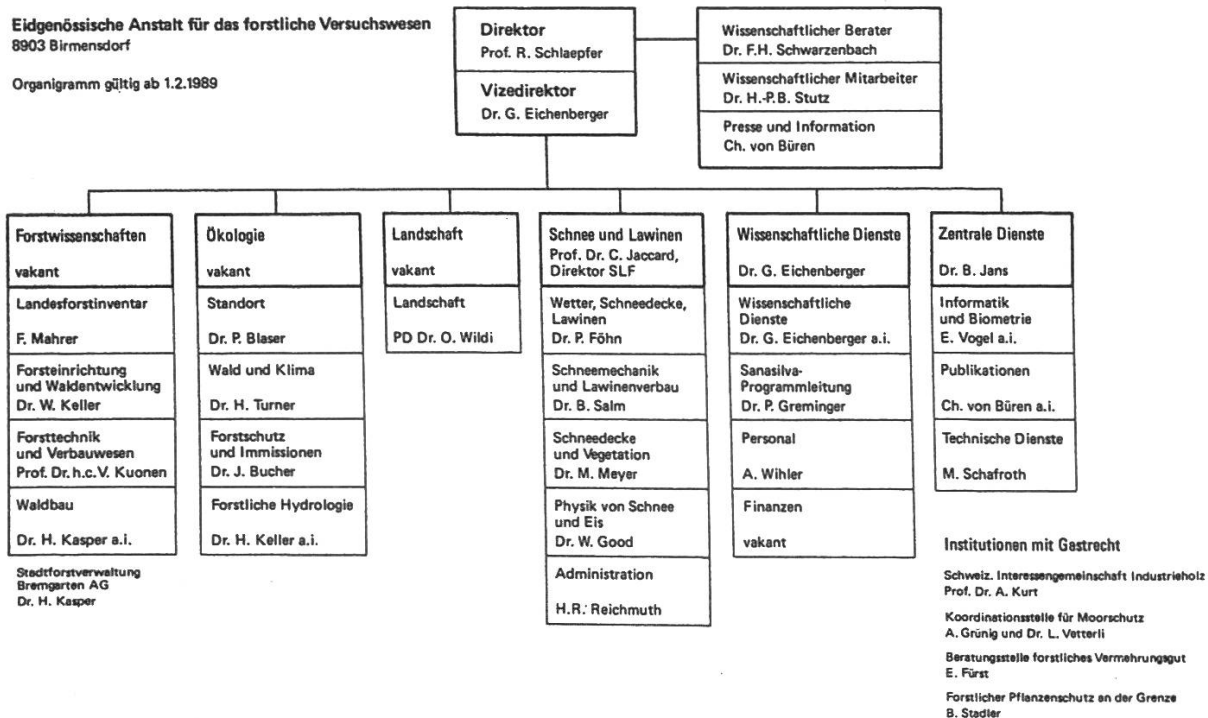 Eidgenössische Anstalt für das forstliche Versuchswesen
8903 Birmensdorf
Organigramm gültig ab 1.2.1989
Direktor
Prof. R. Schlaepfer
Vizedirektor
Dr. G. Eichenberger
Wissenschaftlicher Berater
Dr. F.H. Schwarzenbach
Wissenschaftlicher Mitarbeiter
Dr. H.-P.B. Stutz
Presse und Information
Ch. von Büren
Forstwissenschaften
vakant
Landesforstinventar
F. Mahrer
Forsteinrichtung
und Waldentwicklung
Dr. W. Keller
Forsttechnik
und Verbauwesen
Prof. Dr. h.c. V. Kuonen
Waldbau
Dr. H. Kasper a.i.
Stadtforstverwaltung
Bremgarten AG
Dr. H. Kasper
Ökologie
vakant
Standort
Dr. P. Blaser
Wald und Klima
Dr. H. Turner
Forstschutz
und Immissionen
Dr. J. Bucher
Forstliche Hydrologie
Dr. H. Keller a.i.
Landschaft
vakant
Landschaft
PD Dr. O. Wildi
Schnee und Lawinen
Prof. Dr. C. Jaccard,
Direktor SLF
Wetter, Schneedecke,
Lawinen
Dr. P. Föhn
Schneemechanik
und Lawinenverbau
Dr. B. Salm
Schneedecke
und Vegetation
Dr. M. Meyer
Physik von Schnee
und Eis
Dr. W. Good
Administration
H.R. Reichmuth
Wissenschaftliche Dienste
Dr. G. Eichenberger
Wissenschaftliche
Dienste
Dr. G. Eichenberger a.i.
Sanasilva-
Programmleitung
Dr. P. Greminger
Personal
A. Wihler
Finanzen
vakant
Zentrale Dienste
Dr. B. Jans
Informatik
und Biometrie
E. Vogel a.i.
Publikationen
Ch. von Büren a.i.
Technische Dienste
M. Schafroth
Institutionen mit Gastrecht
Schweiz. Interessengemeinschaft Industrieholz
Prof. Dr. A. Kurt
Koordinationsstelle für Moorschutz
A. Grünig und Dr. L. Vetterli
Beratungsstelle forstliches Vermehrungsgut
E. Fürst
Forstlicher Pflanzenschutz an der Grenze
B. Stadler